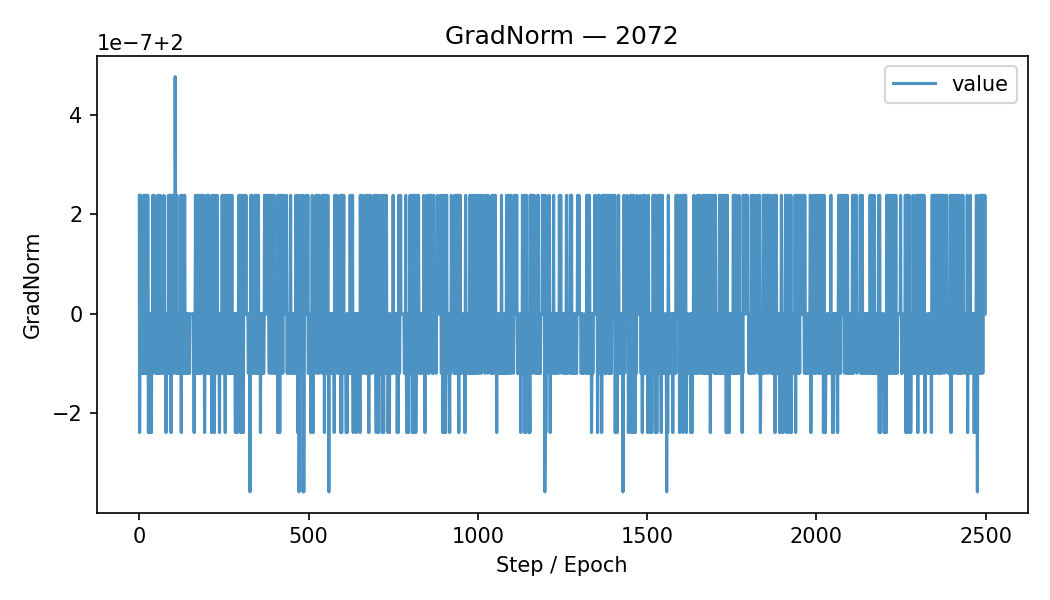 GradNorm — 2072
1e−7+2
value
4
2
0
−2
GradNorm
0 500 1000 1500 2000 2500
Step / Epoch